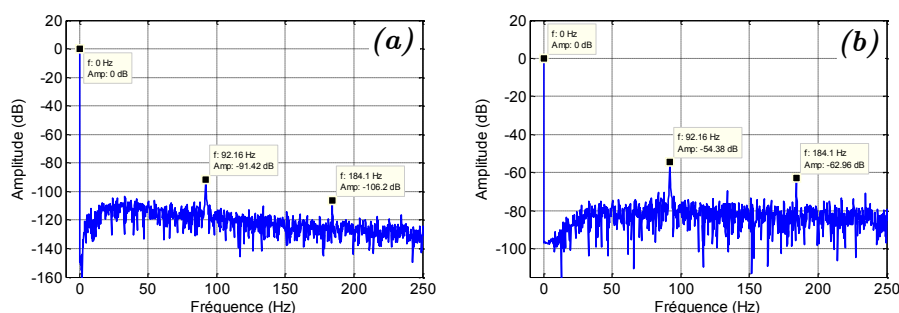 20
0
-20
-40
-60
-80
-100
-120
-140
-160
0 50 100 150 200 250
Amplitude (dB)
Fréquence (Hz)
(a)
f: 0 Hz
Amp: 0 dB
f: 92.16 Hz
Amp: -91.42 dB
f: 184.1 Hz
Amp: -106.2 dB
20
0
-20
-40
-60
-80
-100
0 50 100 150 200 250
Amplitude (dB)
Fréquence (Hz)
(b)
f: 0 Hz
Amp: 0 dB
f: 92.16 Hz
Amp: -54.38 dB
f: 184.1 Hz
Amp: -62.96 dB